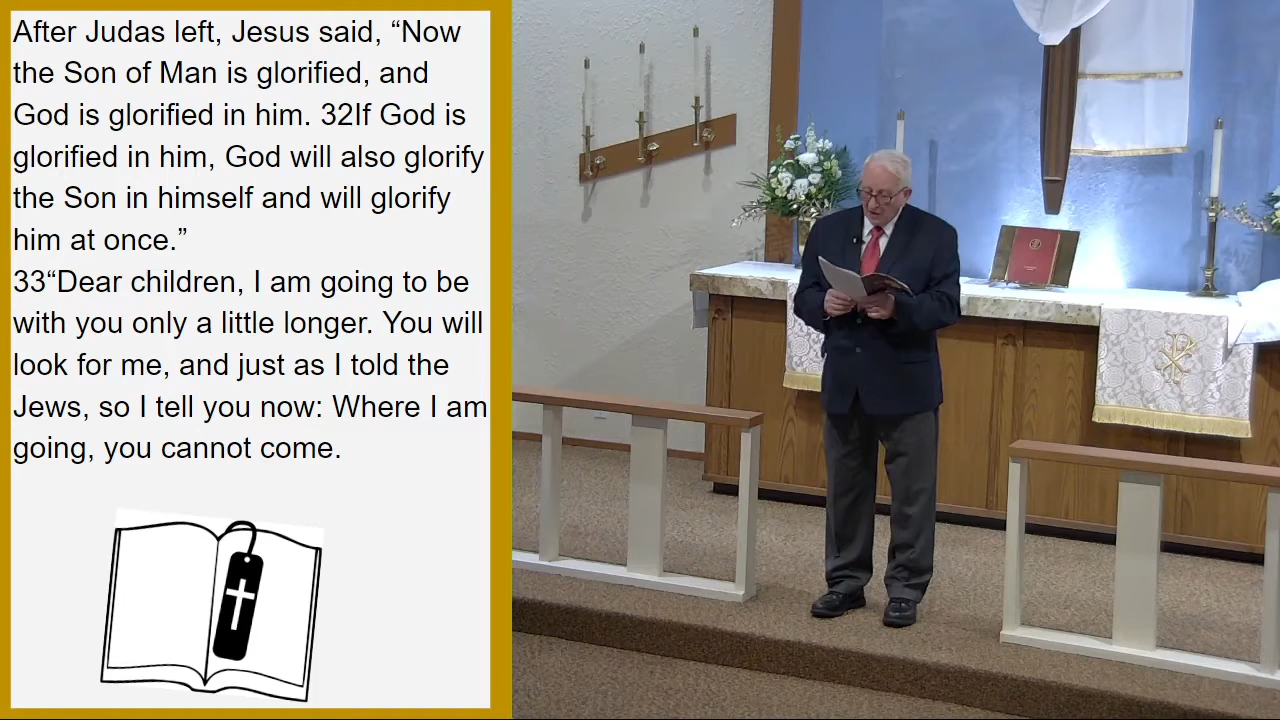 After Judas left, Jesus said, “Now
the Son of Man is glorified, and
God is glorified in him. 32If God is
glorified in him, God will also glorify
the Son in himself and will glorify
him at once.”
33“Dear children, I am going to be
with you only a little longer. You will
look for me, and just as I told the
Jews, so I tell you now: Where I am
going, you cannot come.